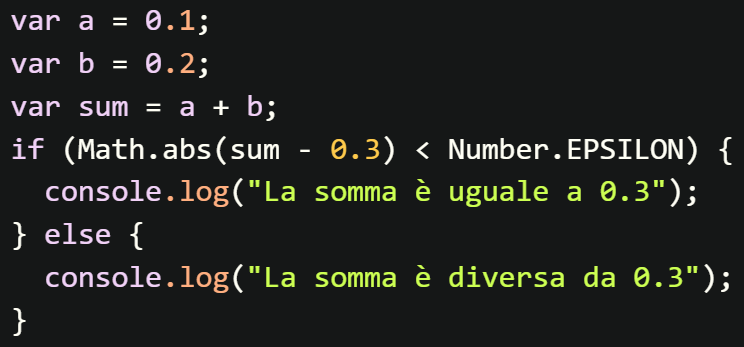 var a = 0.1;
var b = 0.2;
var sum = a + b;
if (Math.abs(sum - 0.3) < Number.EPSILON) {
  console.log("La somma è uguale a 0.3");
} else {
  console.log("La somma è diversa da 0.3");
}